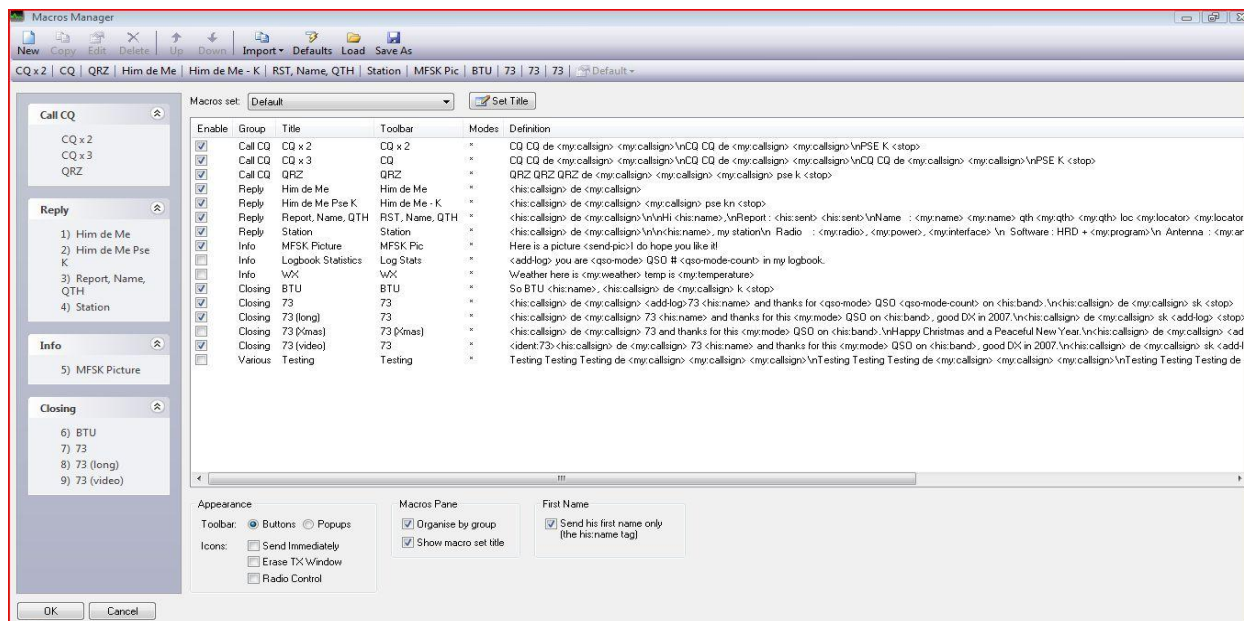 Macros Manager
New Copy Edit Delete Up Down Import Defaults Load Save As
CQ x 2 | CQ | QRZ | Him de Me | Him de Me - K | RST, Name, QTH | Station | MFSK Pic | BTU | 73 | 73 | 73 | Default
Call CQ
CQ x 2
CQ x 3
QRZ
Reply
1) Him de Me
2) Him de Me Pse
K
3) Report, Name,
QTH
4) Station
Info
5) MFSK Picture
Closing
6) BTU
7) 73
8) 73 (long)
9) 73 (video)
Macros set: Default Set Title
Enable Group Title Toolbar Modes Definition
Call CQ CQ x 2 CQ x 2 * CQ CQ de <my:callsign> <my:callsign>\nCQ CQ de <my:callsign> <my:callsign>\nPSE K <stop>
Call CQ CQ x 3 CQ * CQ CQ de <my:callsign> <my:callsign>\nCQ CQ de <my:callsign> <my:callsign>\nCQ CQ de <my:callsign> <my:callsign>\nPSE K <stop>
Call CQ QRZ QRZ * QRZ QRZ QRZ de <my:callsign> <my:callsign> <my:callsign> pse k <stop>
Reply Him de Me Him de Me * <his:callsign> de <my:callsign>
Reply Him de Me Pse K Him de Me - K * <his:callsign> de <my:callsign> <my:callsign> pse kn <stop>
Reply Report, Name, QTH RST, Name, QTH * <his:callsign> de <my:callsign>\n\nHi <his:name>,\nReport : <his:sent> <his:sent>\nName : <my:name> <my:name> qth <my:qth> <my:qth> loc <my:locator> <my:locator
Reply Station Station * <his:callsign> de <my:callsign>\n\n<his:name>, my station\n Radio : <my:radio>, <my:power>, <my:interface> \n Software : HRD + <my:program>\n Antenna : <my:an
Info MFSK Picture MFSK Pic * Here is a picture <send-pic>I do hope you like it!
Info Logbook Statistics Log Stats * <add-log> you are <qso-mode> QSO # <qso-mode-count> in my logbook.
Info WX WX * Weather here is <my:weather> temp is <my:temperature>
Closing BTU BTU * So BTU <his:name>, <his:callsign> de <my:callsign> k <stop>
Closing 73 73 * <his:callsign> de <my:callsign> <add-log>73 <his:name> and thanks for <qso-mode> QSO <qso-mode-count> on <his:band>.\n<his:callsign> de <my:callsign> sk <stop>
Closing 73 (long) 73 * <his:callsign> de <my:callsign> 73 <his:name> and thanks for this <my:mode> QSO on <his:band>, good DX in 2007.\n<his:callsign> de <my:callsign> sk <add-log> <stop>
Closing 73 (Xmas) 73 (Xmas) * <his:callsign> de <my:callsign> 73 and thanks for this <my:mode> QSO on <his:band>.\nHappy Christmas and a Peaceful New Year.\n<his:callsign> de <my:callsign> sk <ad
Closing 73 (video) 73 * <ident:73><his:callsign> de <my:callsign> 73 <his:name> and thanks for this <my:mode> QSO on <his:band>, good DX in 2007.\n<his:callsign> de <my:callsign> sk <add-l
Various Testing Testing * Testing Testing Testing de <my:callsign> <my:callsign> <my:callsign>\nTesting Testing Testing de <my:callsign> <my:callsign> <my:callsign>\nTesting Testing Testing de
Appearance
Toolbar: Buttons Popups
Icons: Send Immediately
Erase TX Window
Radio Control
Macros Pane
Organise by group
Show macro set title
First Name
Send his first name only
(the his:name tag)
OK Cancel